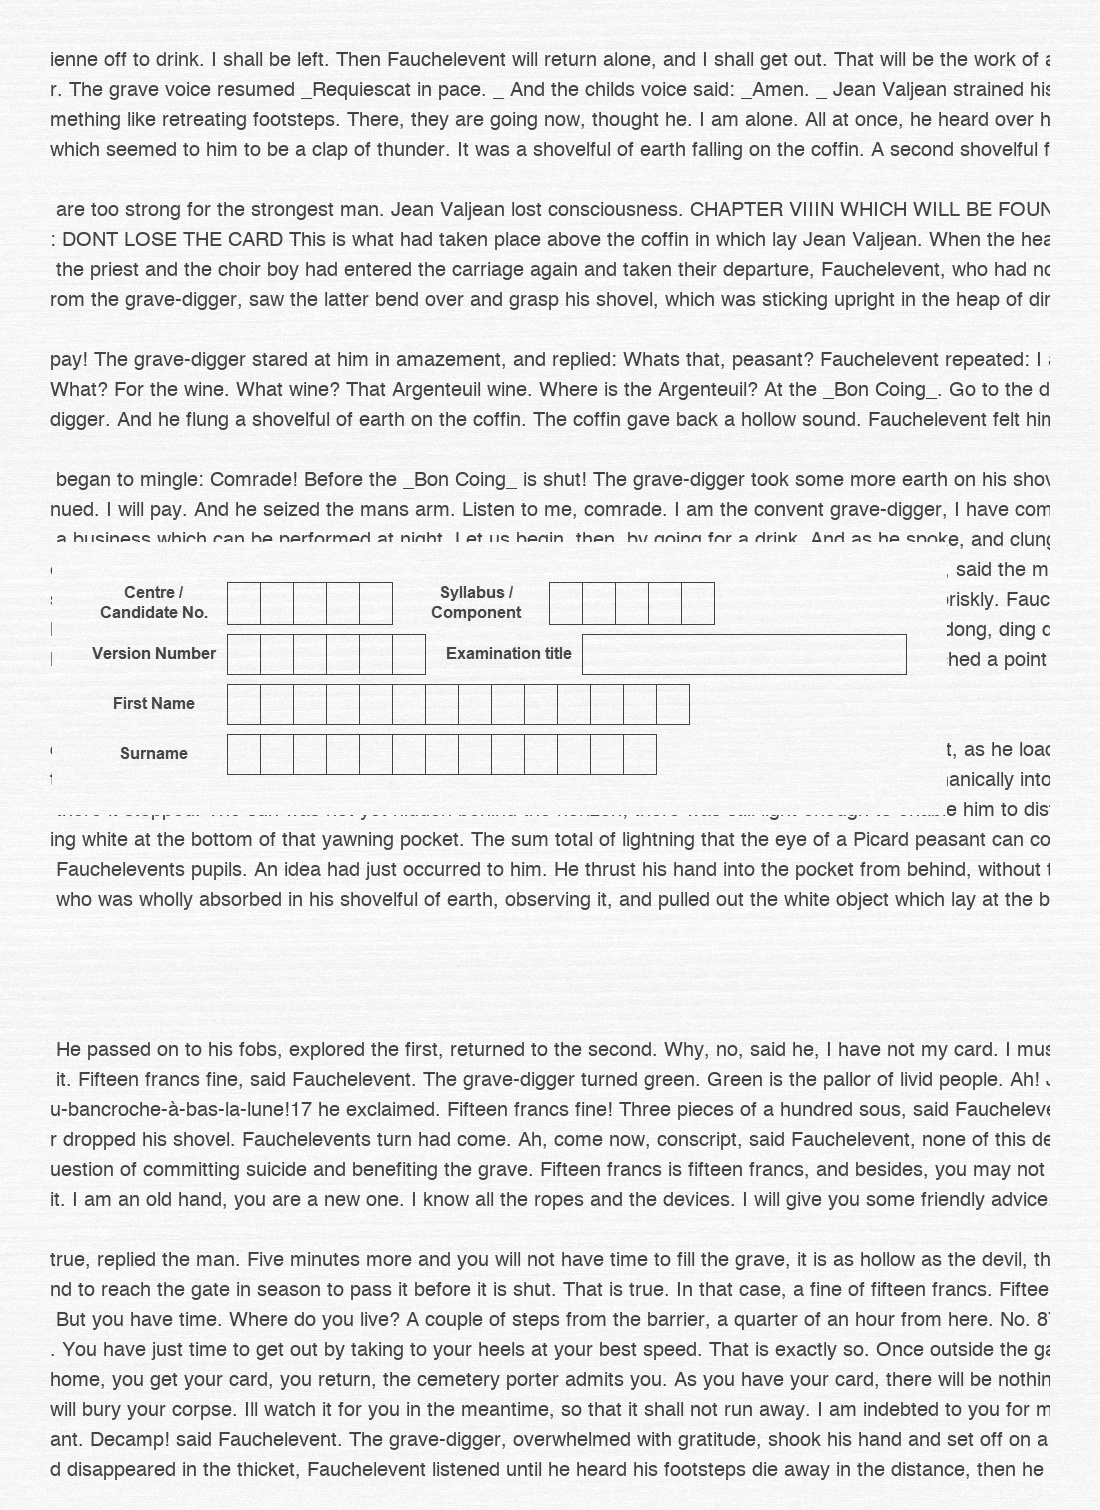 ienne off to drink. I shall be left. Then Fauchelevent will return alone, and I shall get out. That will be the work of
r. The grave voice resumed _Requiescat in pace. _ And the childs voice said: _Amen. _ Jean Valjean strained his
mething like retreating footsteps. There, they are going now, thought he. I am alone. All at once, he heard over
which seemed to him to be a clap of thunder. It was a shovelful of earth falling on the coffin. A second shovelful
are too strong for the strongest man. Jean Valjean lost consciousness. CHAPTER VIIIN WHICH WILL BE FOUN
: DONT LOSE THE CARD This is what had taken place above the coffin in which lay Jean Valjean. When the hea
the priest and the choir boy had entered the carriage again and taken their departure, Fauchelevent, who had
rom the grave-digger, saw the latter bend over and grasp his shovel, which was sticking upright in the heap of
pay! The grave-digger stared at him in amazement, and replied: Whats that, peasant? Fauchelevent repeated: I
What? For the wine. What wine? That Argenteuil wine. Where is the Argenteuil? At the _Bon Coing_. Go to the d
digger. And he flung a shovelful of earth on the coffin. The coffin gave back a hollow sound. Fauchelevent felt him
began to mingle: Comrade! Before the _Bon Coing_ is shut! The grave-digger took some more earth on his shov
nued. I will pay. And he seized the mans arm. Listen to me, comrade. I am the convent grave-digger, I have com
a business which can be performed at night. Let us begin, then, by going for a drink. And as he spoke, and clung
, said the m
riskly. Fauc
Centre / Candidate No. Syllabus / Component
dong, ding
Version Number Examination title
hed a point
First Name
Surname
t, as he load
anically into
there it stopped. The sun was not yet hidden behind the horizon, there was still light enough to enable him to dis
ing white at the bottom of that yawning pocket. The sum total of lightning that the eye of a Picard peasant can co
Fauchelevents pupils. An idea had just occurred to him. He thrust his hand into the pocket from behind, without
who was wholly absorbed in his shovelful of earth, observing it, and pulled out the white object which lay at the b
He passed on to his fobs, explored the first, returned to the second. Why, no, said he, I have not my card. I mus
it. Fifteen francs fine, said Fauchelevent. The grave-digger turned green. Green is the pallor of livid people. Ah!
u-bancroche-à-bas-la-lune!17 he exclaimed. Fifteen francs fine! Three pieces of a hundred sous, said Faucheleve
r dropped his shovel. Fauchelevents turn had come. Ah, come now, conscript, said Fauchelevent, none of this de
uestion of committing suicide and benefiting the grave. Fifteen francs is fifteen francs, and besides, you may not
it. I am an old hand, you are a new one. I know all the ropes and the devices. I will give you some friendly advice.
true, replied the man. Five minutes more and you will not have time to fill the grave, it is as hollow as the devil, th
nd to reach the gate in season to pass it before it is shut. That is true. In that case, a fine of fifteen francs. Fiftee
But you have time. Where do you live? A couple of steps from the barrier, a quarter of an hour from here. No. 8
. You have just time to get out by taking to your heels at your best speed. That is exactly so. Once outside the ga
home, you get your card, you return, the cemetery porter admits you. As you have your card, there will be nothin
will bury your corpse. Ill watch it for you in the meantime, so that it shall not run away. I am indebted to you for m
ant. Decamp! said Fauchelevent. The grave-digger, overwhelmed with gratitude, shook his hand and set off on a
d disappeared in the thicket, Fauchelevent listened until he heard his footsteps die away in the distance, then he